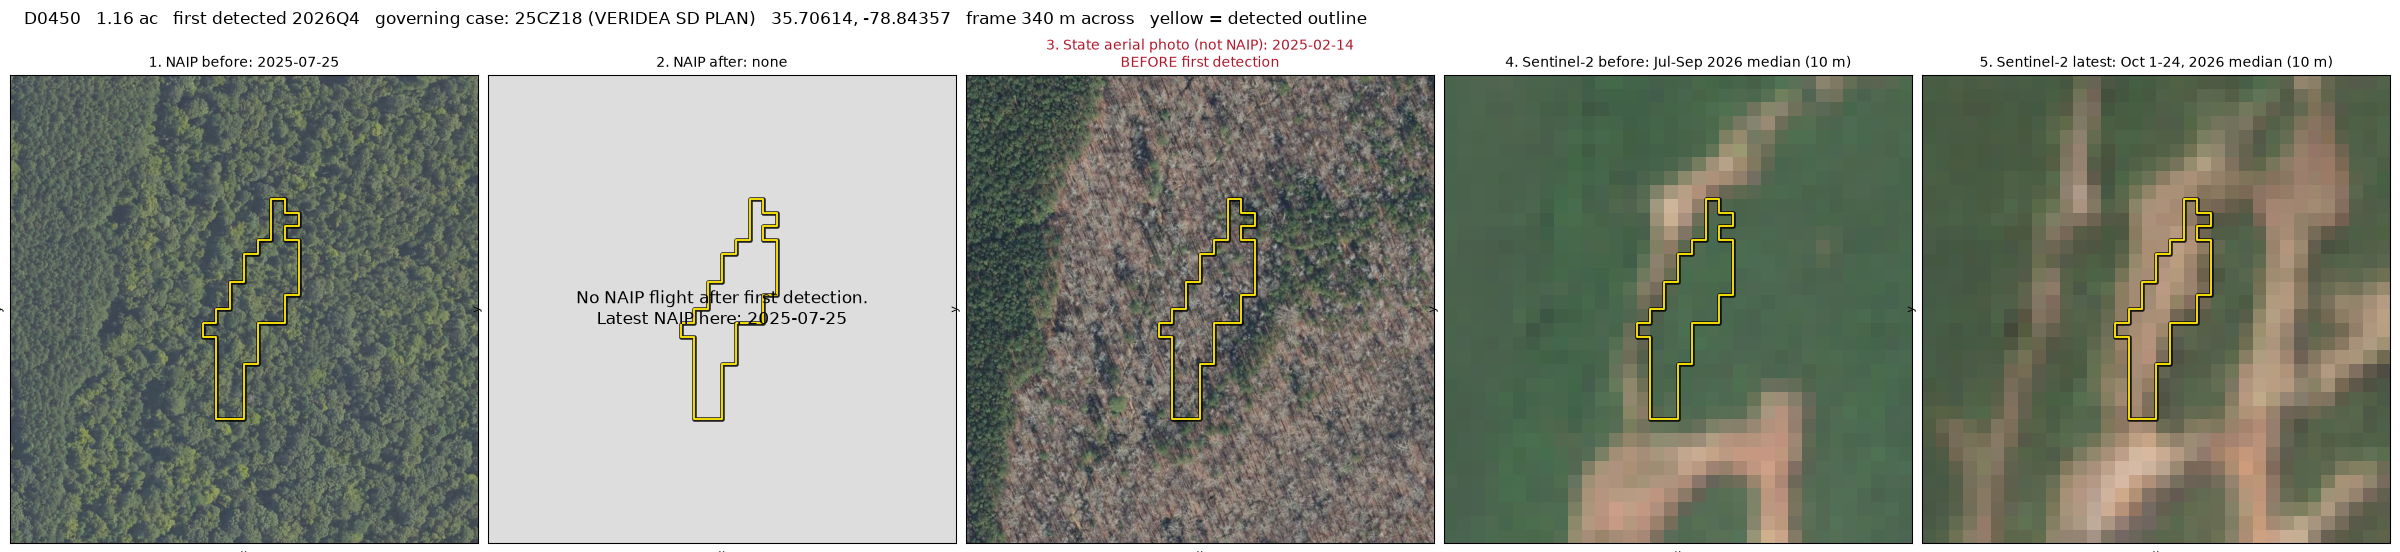 D0450   1.16 ac   first detected 2026Q4   governing case: 25CZ18 (VERIDEA SD PLAN)   35.70614, -78.84357   frame 340 m across   yellow = detected outline
1. NAIP before: 2025-07-25
2. NAIP after: none
3. State aerial photo (not NAIP): 2025-02-14
BEFORE first detection
4. Sentinel-2 before: Jul-Sep 2026 median (10 m)
5. Sentinel-2 latest: Oct 1-24, 2026 median (10 m)
No NAIP flight after first detection.
Latest NAIP here: 2025-07-25